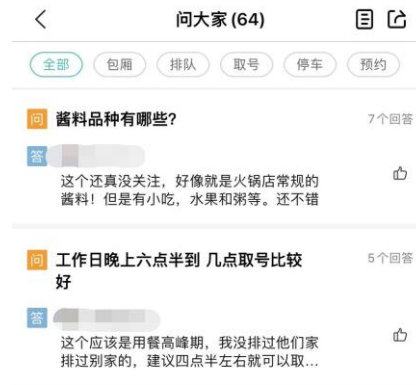 问大家(64)
全部 包厢 排队 取号 停车 预约
问 酱料品种有哪些? 7个回答
答
这个还真没关注，好像就是火锅店常规的
酱料！但是有小吃，水果和粥等。还不错
问 工作日晚上六点半到 几点取号比较 5个回答
好
答
这个应该是用餐高峰期，我没排过他们家
排过别家的，建议四点半左右就可以取...